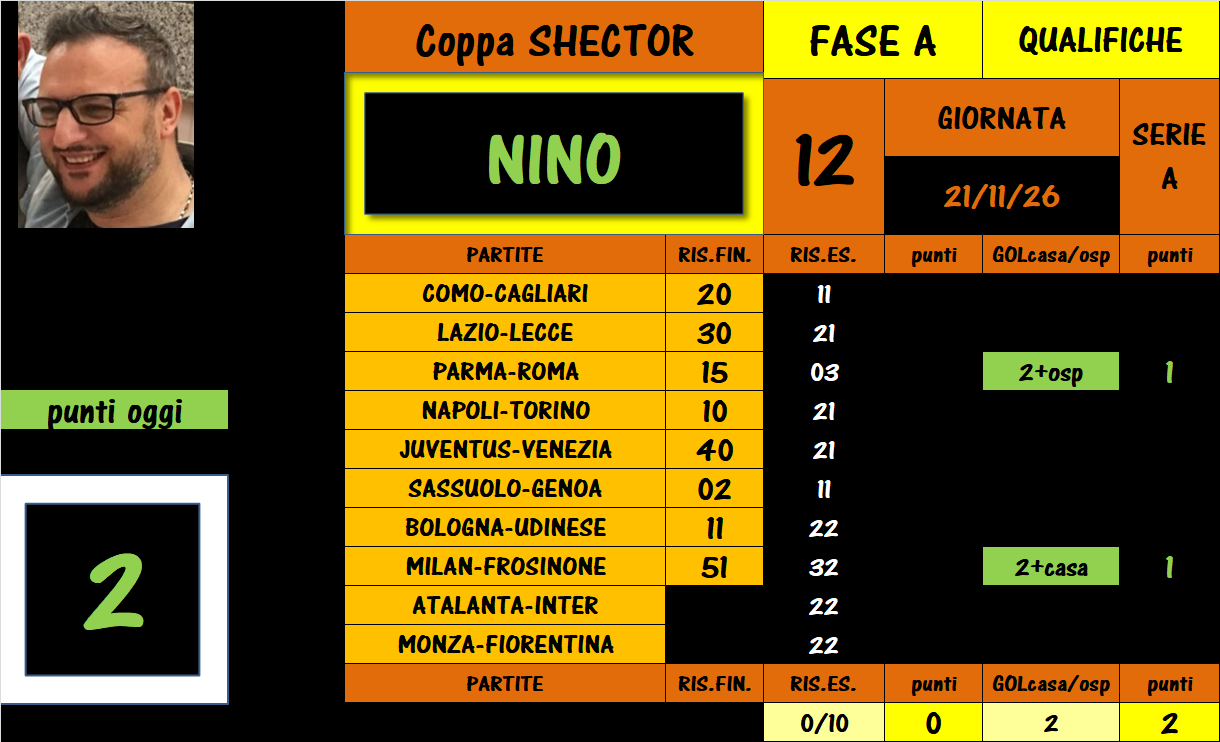 Coppa SHECTOR FASE A QUALIFICHE
NINO 12 GIORNATA SERIE A
21/11/26
PARTITE RIS.FIN. RIS.ES. punti GOLcasa/osp punti
COMO-CAGLIARI 20 11
LAZIO-LECCE 30 21
PARMA-ROMA 15 03 2+osp 1
NAPOLI-TORINO 10 21
punti oggi
JUVENTUS-VENEZIA 40 21
SASSUOLO-GENOA 02 11
BOLOGNA-UDINESE 11 22
MILAN-FROSINONE 51 32 2+casa 1
2
ATALANTA-INTER 22
MONZA-FIORENTINA 22
PARTITE RIS.FIN. RIS.ES. punti GOLcasa/osp punti
0/10 0 2 2